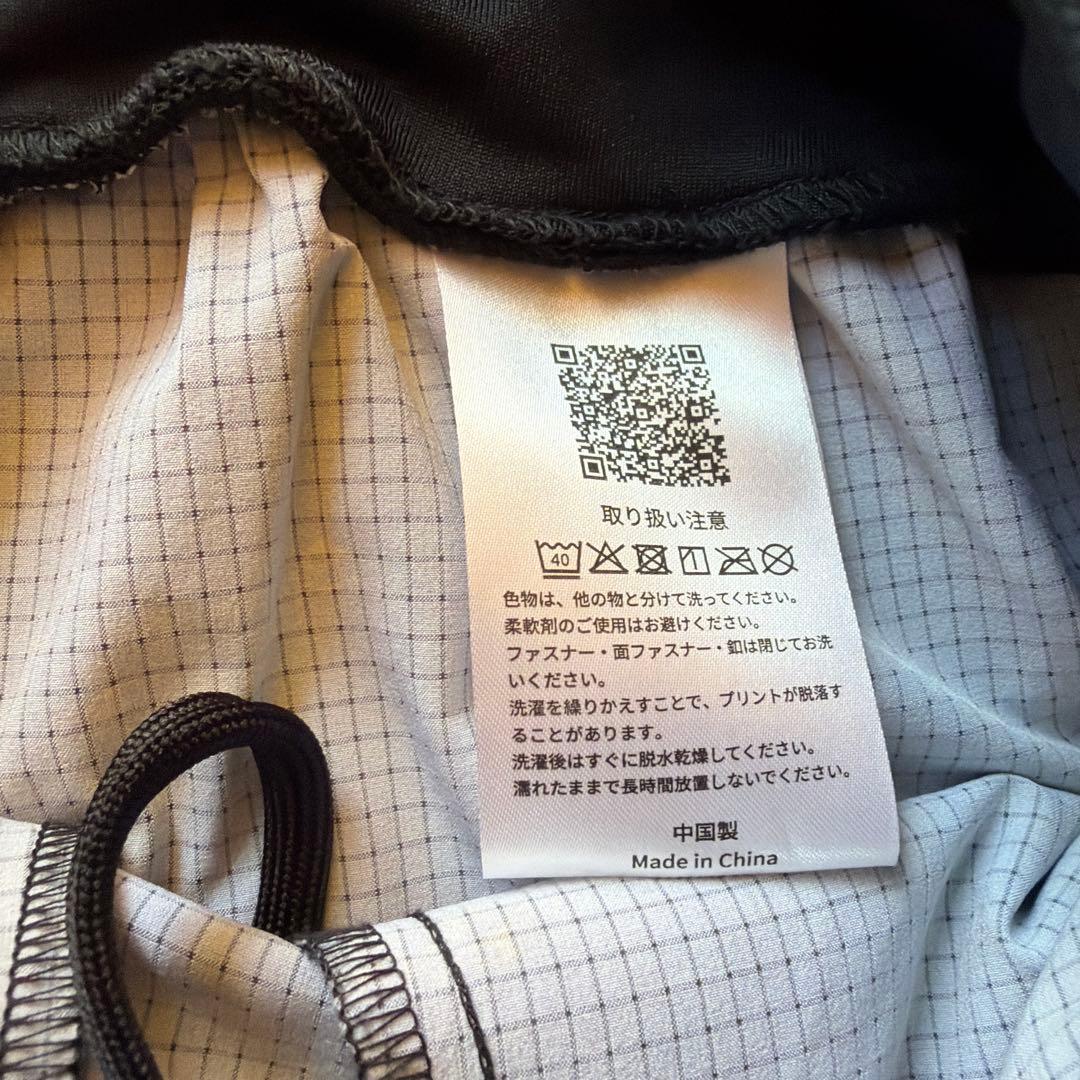 取り扱い注意
40
色物は、他の物と分けて洗ってください。
柔軟剤のご使用はお避けください。
ファスナー・面ファスナー・釦は閉じてお洗
いください。
洗濯を繰りかえすことで、プリントが脱落す
ることがあります。
洗濯後はすぐに脱水乾燥してください。
濡れたままで長時間放置しないでください。
中国製
Made in China